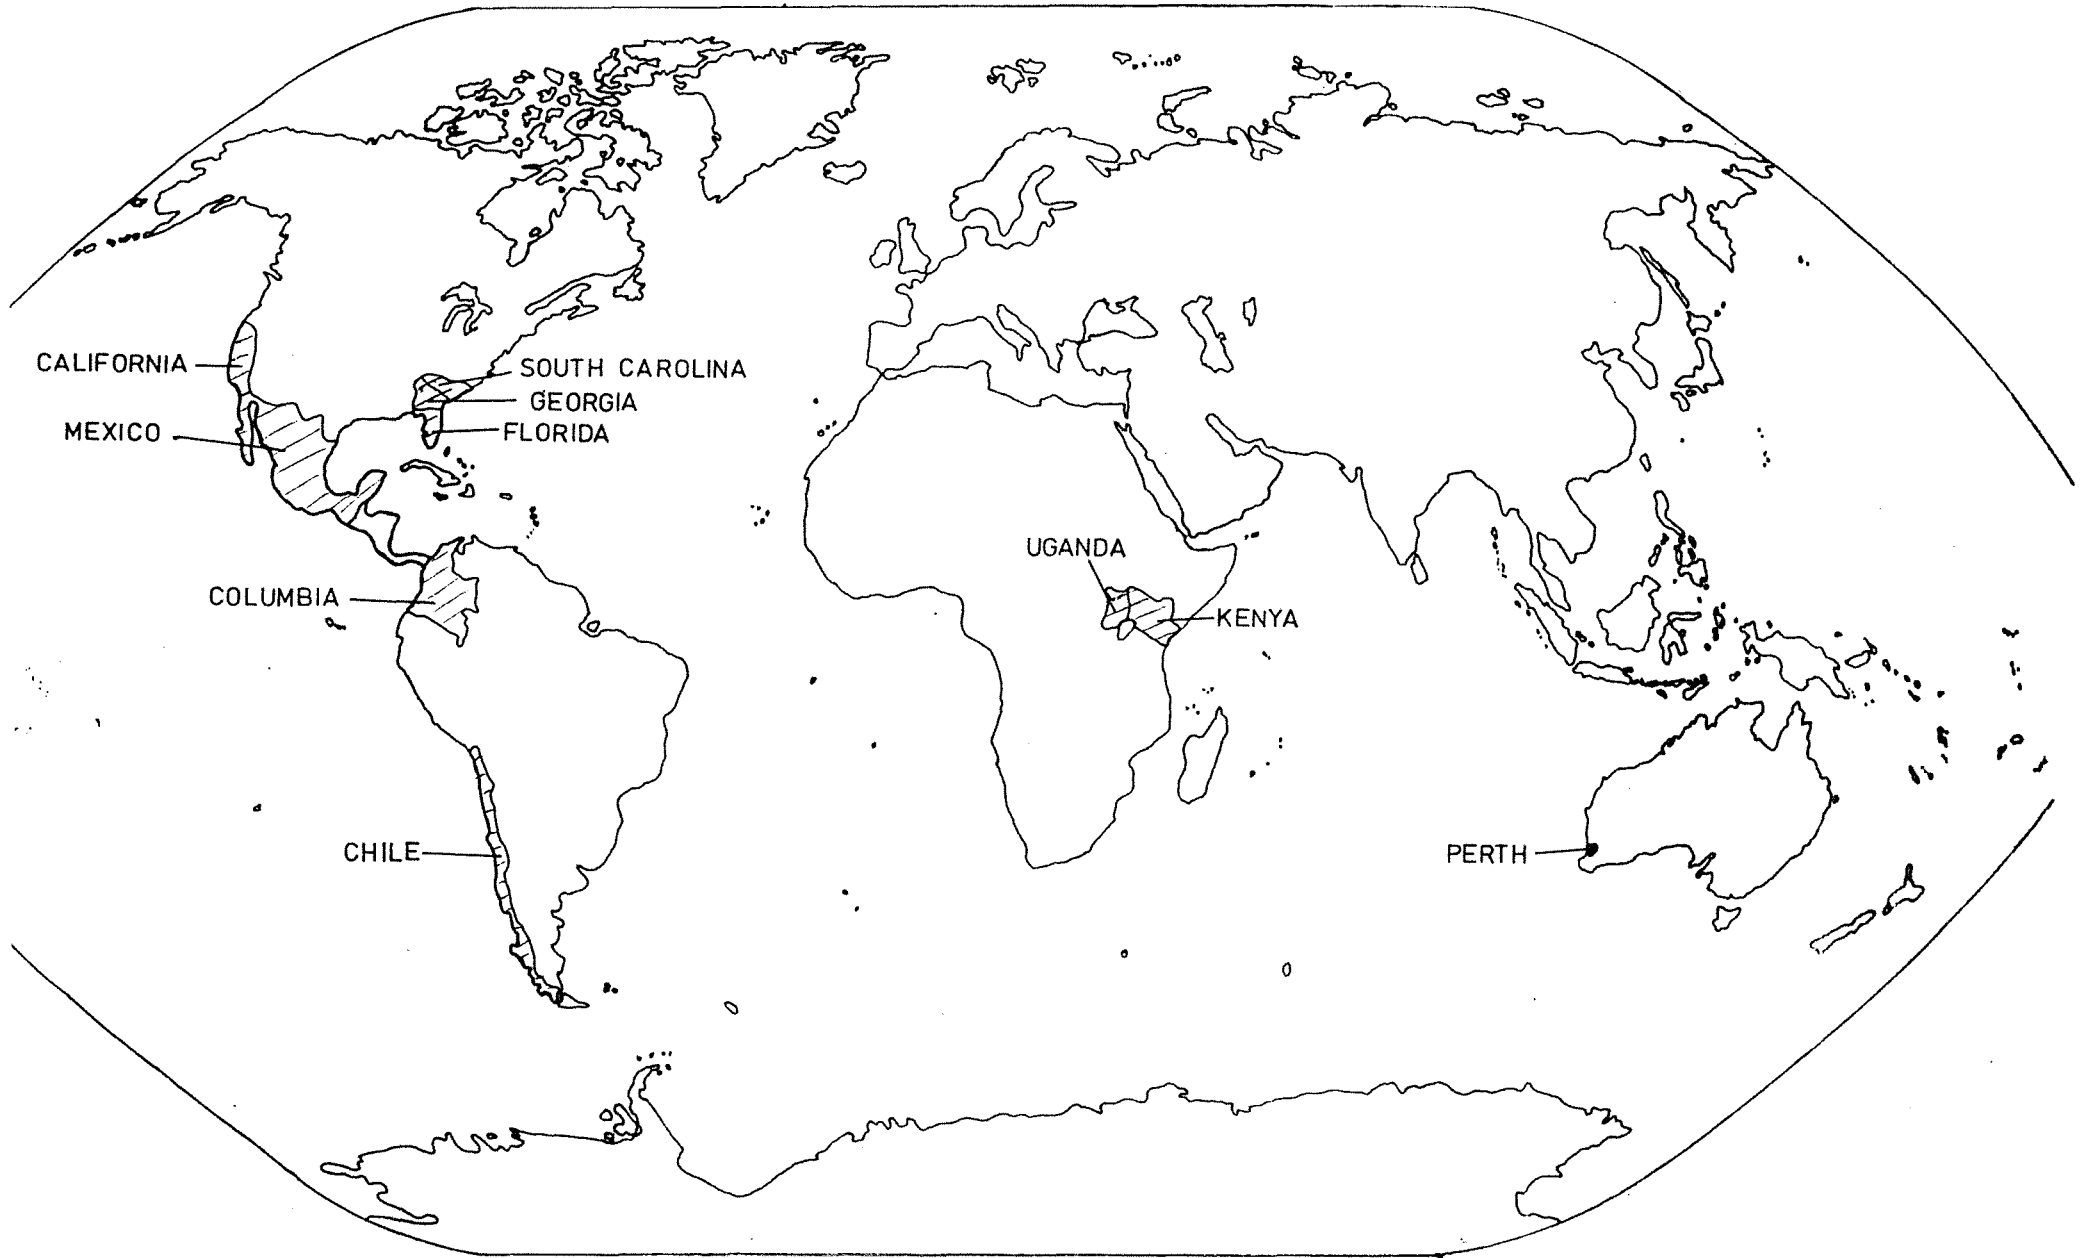 CALIFORNIA
SOUTH CAROLINA
GEORGIA
MEXICO
FLORIDA
UGANDA
COLUMBIA
KENYA
CHILE
PERTH